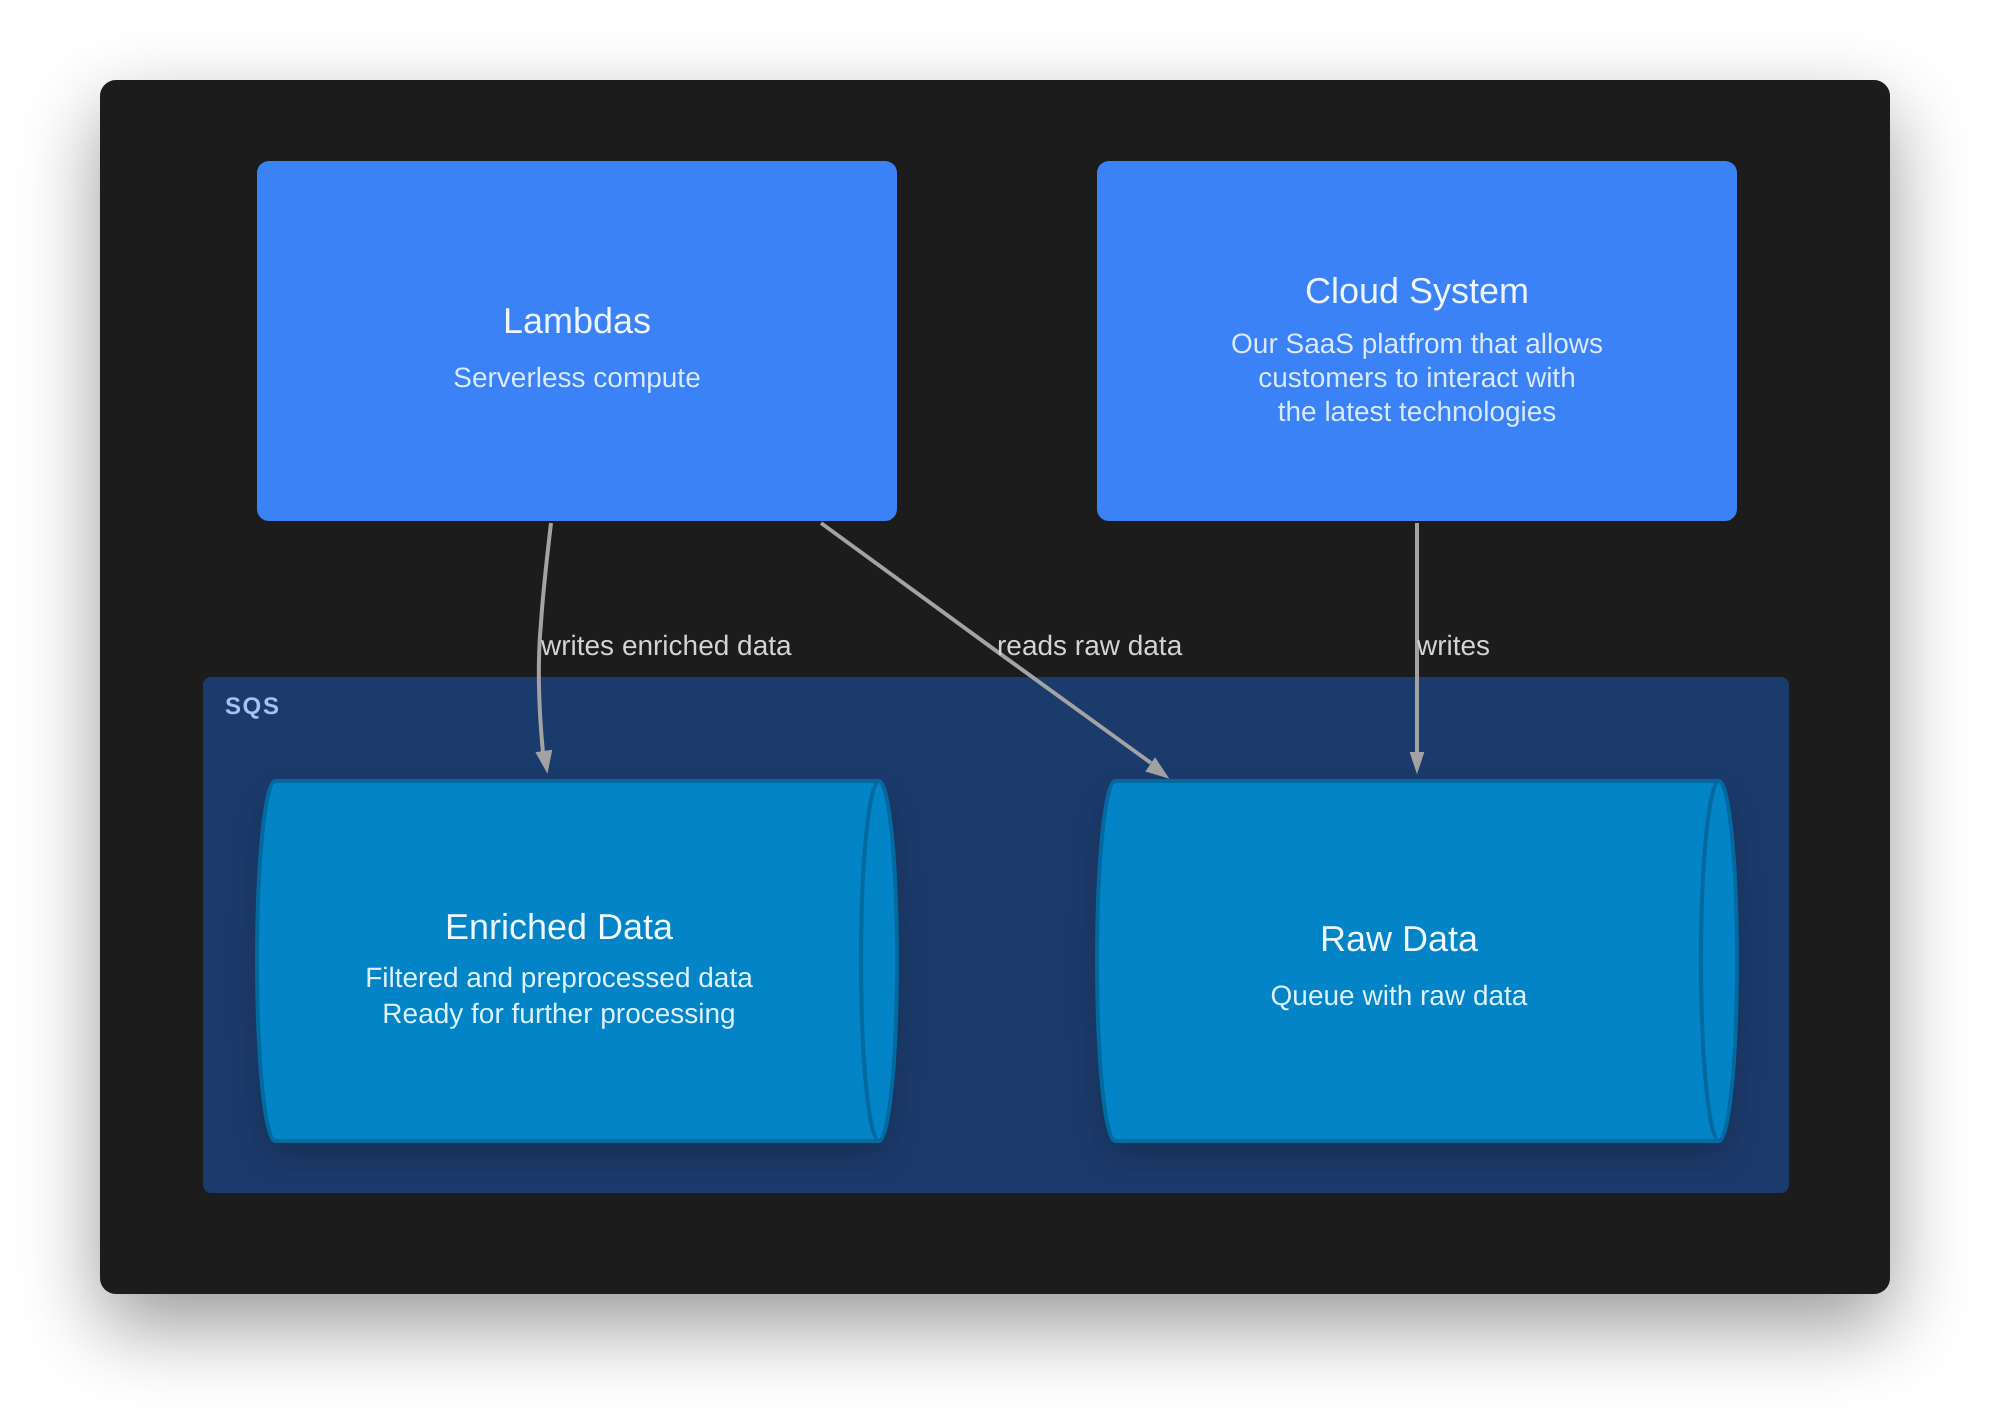 Lambdas
Serverless compute
Cloud System
Our SaaS platfrom that allows
customers to interact with
the latest technologies
writes enriched data
reads raw data
writes
SQS
Enriched Data
Filtered and preprocessed data
Ready for further processing
Raw Data
Queue with raw data